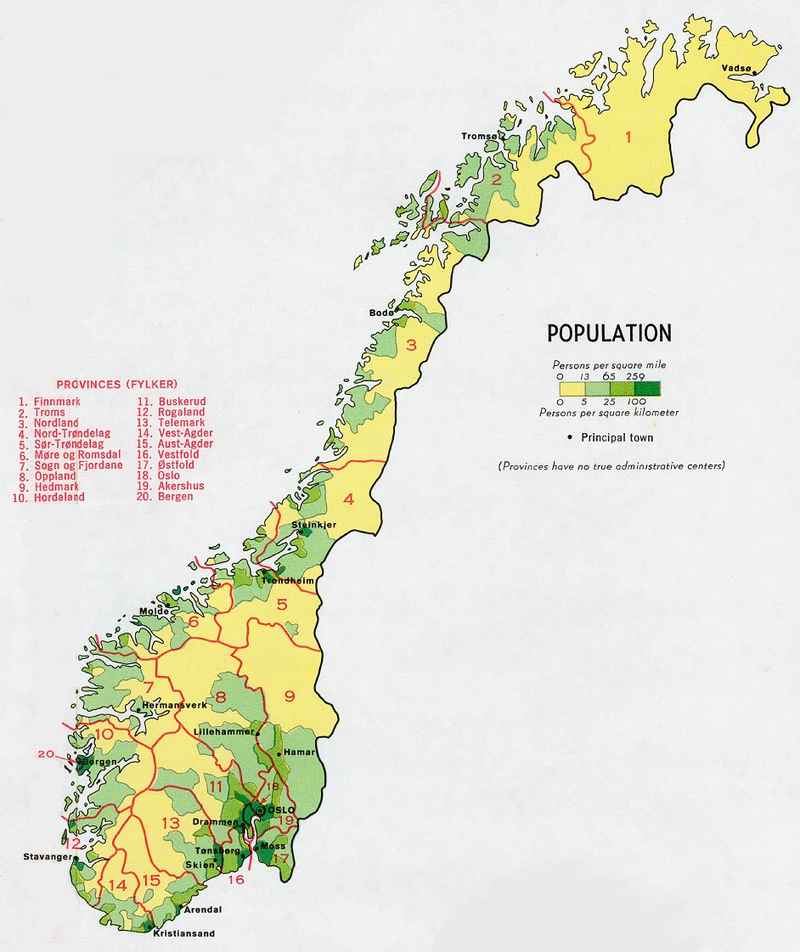 Vadsø
1
Tromsø
2
Bodø
3
POPULATION
Persons per square mile
0 13 65 259
0 5 25 100
Persons per square kilometer
• Principal town
(Provinces have no true administrative centers)
PROVINCES (FYLKER)
1. Finnmark
2. Troms
3. Nordland
4. Nord-Trøndelag
5. Sør-Trøndelag
6. Møre og Romsdal
7. Sogn og Fjordane
8. Oppland
9. Hedmark
10. Hordaland
11. Buskerud
12. Rogaland
13. Telemark
14. Vest-Agder
15. Aust-Agder
16. Vestfold
17. Østfold
18. Oslo
19. Akershus
20. Bergen
4
Steinkjer
Trondheim
5
Molde
6
7
8
9
Hermansverk
10
Lillehammer
Hamar
20
Bergen
11
18
OSLO
19
13
Drammen
12
Moss
Stavanger
Tønsberg
Skien
17
14
15
16
Arendal
Kristiansand